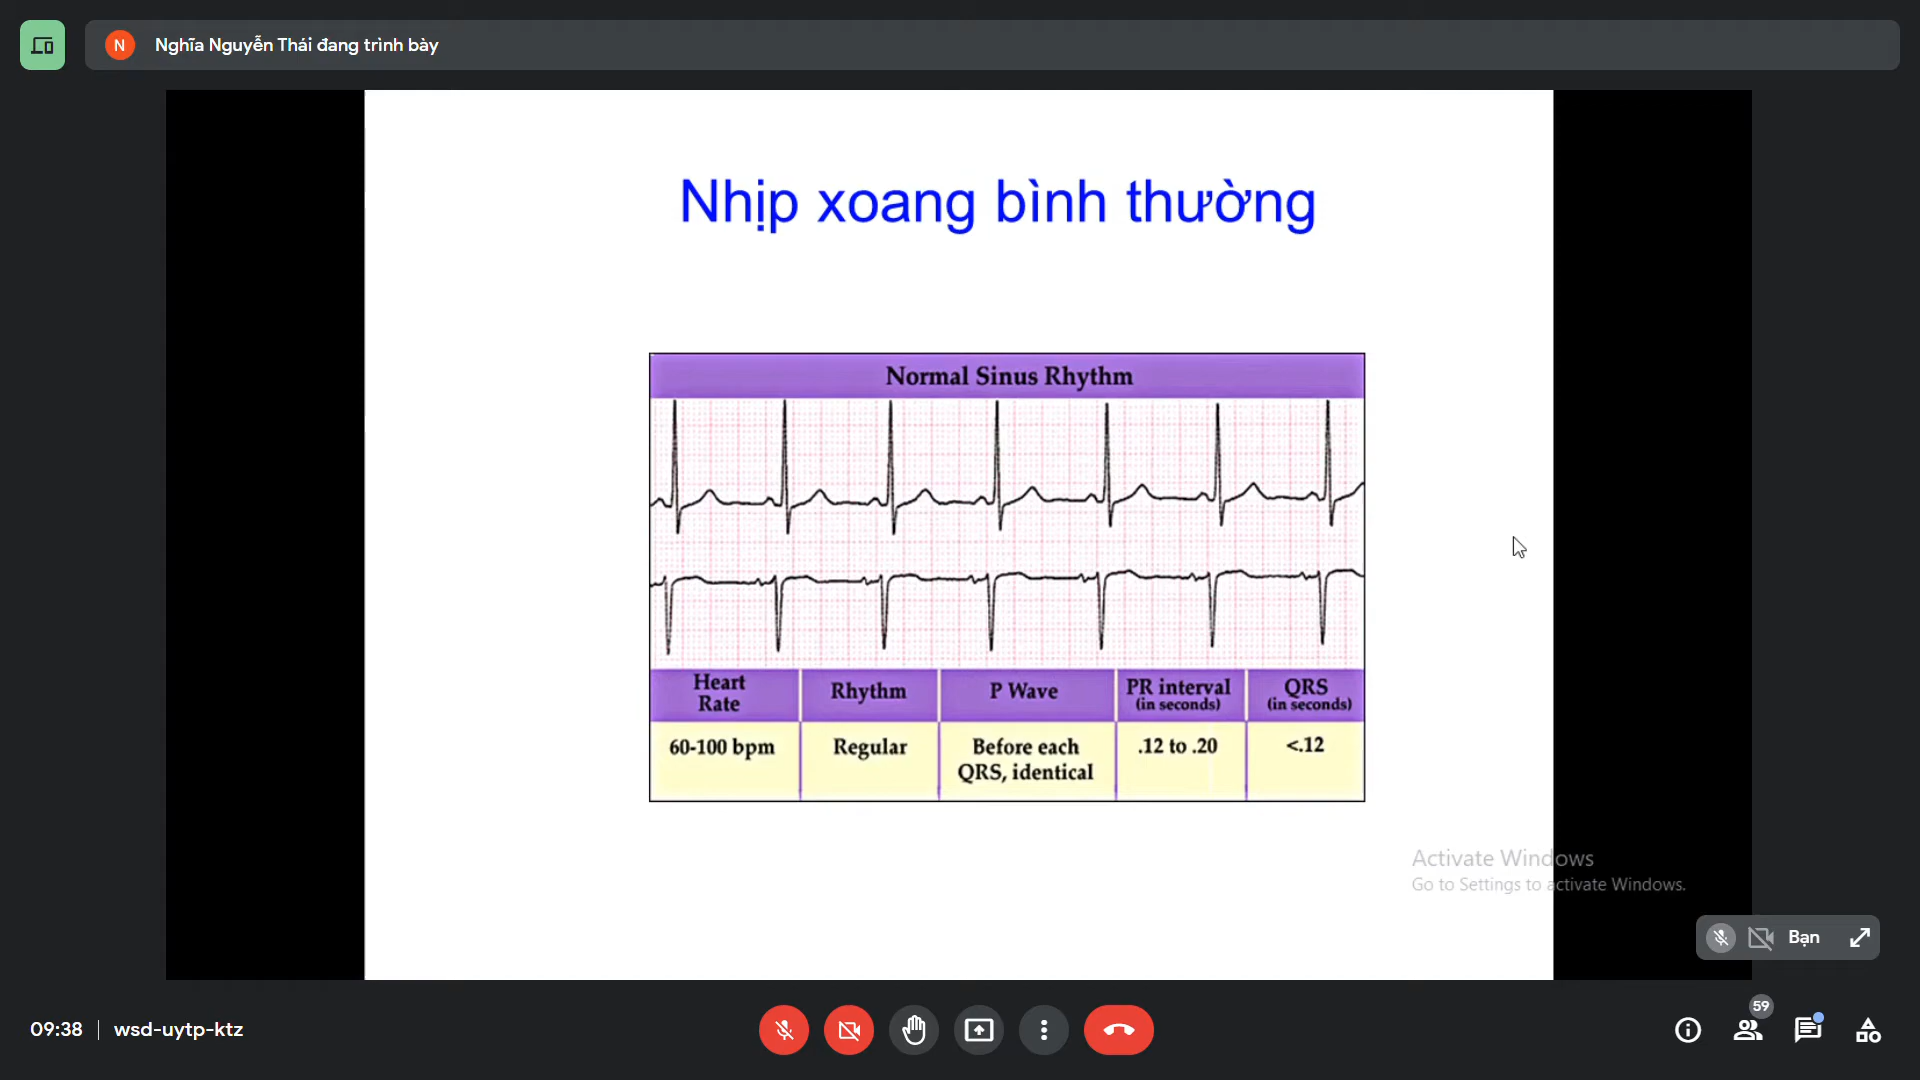 N Nghĩa Nguyễn Thái đang trình bày
Nhịp xoang bình thường
Normal Sinus Rhythm
Heart Rate
Rhythm
P Wave
PR interval
(in seconds)
QRS
(in seconds)
60-100 bpm
Regular
Before each
QRS, identical
.12 to .20
<.12
Activate Windows
Go to Settings to activate Windows.
Bạn
09:38 | wsd-uytp-ktz
59